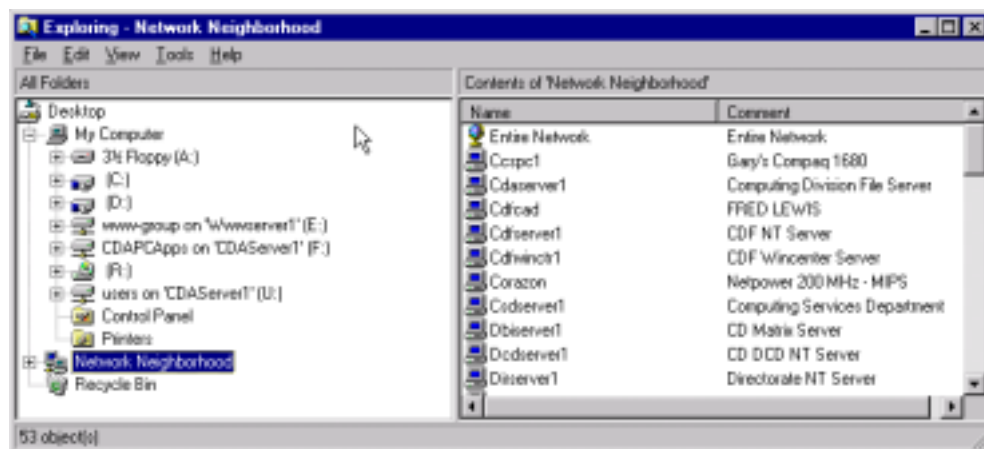 Exploring - Network Neighborhood
File Edit View Tools Help
All Folders
Contents of 'Network Neighborhood'
Desktop
My Computer
3½ Floppy (A:)
(C:)
(D:)
www-group on 'Wwwserver1' (E:)
CDAPCApps on 'CDAServer1' (F:)
(R:)
users on 'CDAServer1' (U:)
Control Panel
Printers
Network Neighborhood
Recycle Bin
Name Comment
Entire Network Entire Network
Ccspc1 Gary's Compaq 1680
Cdaserver1 Computing Division File Server
Cdfcad FRED LEWIS
Cdfserver1 CDF NT Server
Cdfwinctr1 CDF Wincenter Server
Corazon Netpower 200 MHz - MIPS
Csdserver1 Computing Services Department
Dbiserver1 CD Matrix Server
Dcdserver1 CD DCD NT Server
Dirserver1 Directorate NT Server
53 object(s)